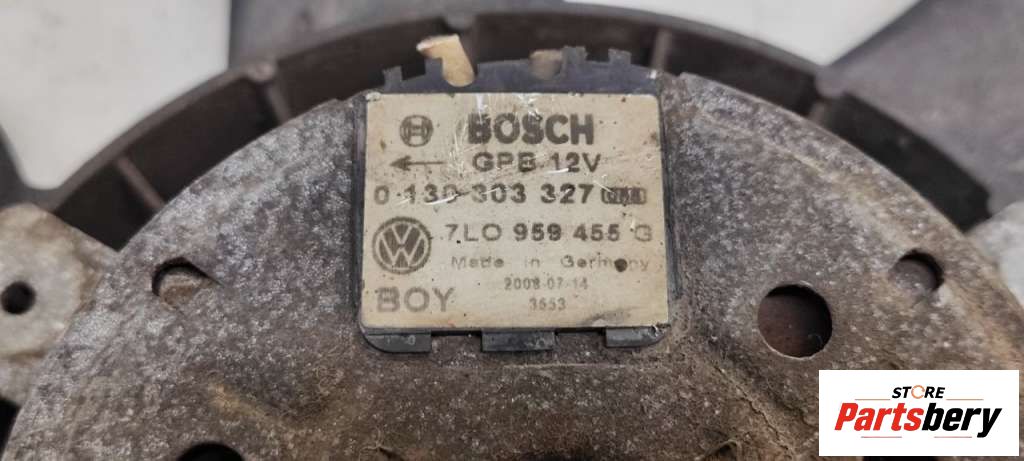 BOSCH
GPB 12V
0 130 303 327
7L0 959 455 G
Made in Germany
2008-07-14
BOY
3653
STORE
Partsbery